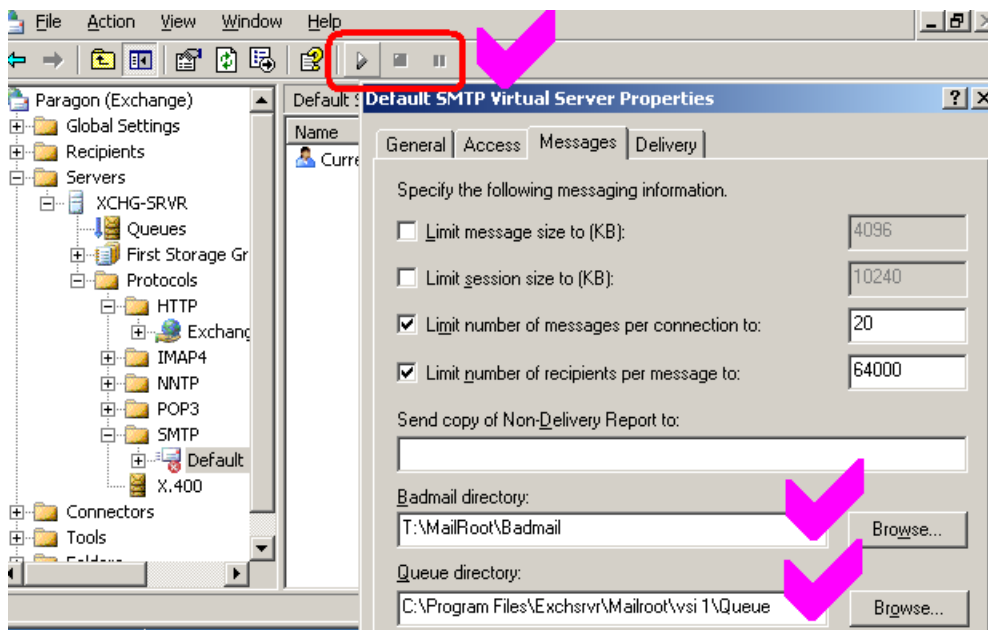 File Action View Window Help
Paragon (Exchange)
Global Settings
Recipients
Servers
XCHG-SRVR
Queues
First Storage Gr
Protocols
HTTP
Exchang
IMAP4
NNTP
POP3
SMTP
Default
X.400
Connectors
Tools
Default S
Name
Curre
Default SMTP Virtual Server Properties
General Access Messages Delivery
Specify the following messaging information.
Limit message size to (KB): 4096
Limit session size to (KB): 10240
Limit number of messages per connection to: 20
Limit number of recipients per message to: 64000
Send copy of Non-Delivery Report to:
Badmail directory:
T:\MailRoot\Badmail Browse...
Queue directory:
C:\Program Files\Exchsrvr\Mailroot\vsi 1\Queue Browse...